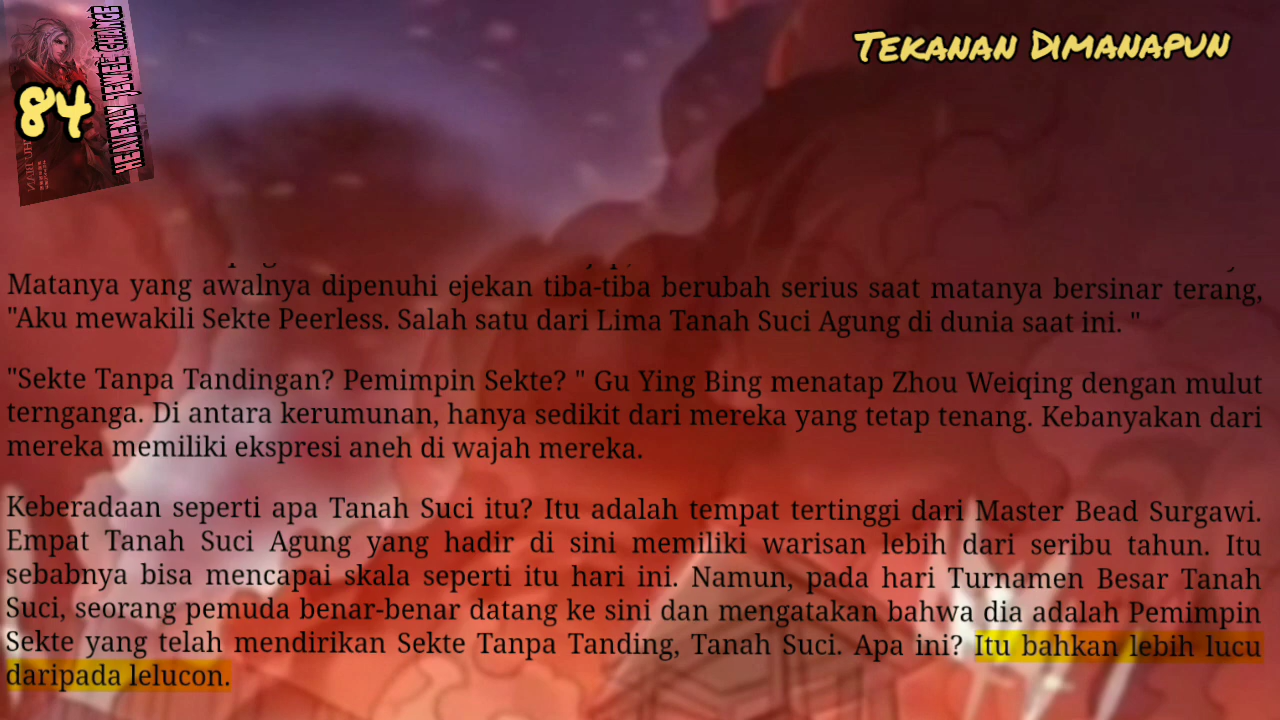 84
HEAVENLY JEWEL CHANGE
Tekanan Dimanapun
Matanya yang awalnya dipenuhi ejekan tiba-tiba berubah serius saat matanya bersinar terang,
"Aku mewakili Sekte Peerless. Salah satu dari Lima Tanah Suci Agung di dunia saat ini. "
"Sekte Tanpa Tandingan? Pemimpin Sekte? " Gu Ying Bing menatap Zhou Weiqing dengan mulut
ternganga. Di antara kerumunan, hanya sedikit dari mereka yang tetap tenang. Kebanyakan dari
mereka memiliki ekspresi aneh di wajah mereka.
Keberadaan seperti apa Tanah Suci itu? Itu adalah tempat tertinggi dari Master Bead Surgawi.
Empat Tanah Suci Agung yang hadir di sini memiliki warisan lebih dari seribu tahun. Itu
sebabnya bisa mencapai skala seperti itu hari ini. Namun, pada hari Turnamen Besar Tanah
Suci, seorang pemuda benar-benar datang ke sini dan mengatakan bahwa dia adalah Pemimpin
Sekte yang telah mendirikan Sekte Tanpa Tanding, Tanah Suci. Apa ini? Itu bahkan lebih lucu
daripada lelucon.